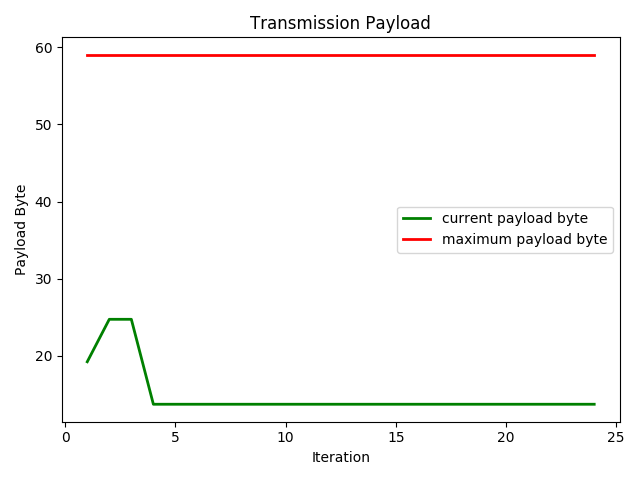 Transmission Payload
60
50
40
30
20
Payload Byte
current payload byte
maximum payload byte
0 5 10 15 20 25
Iteration